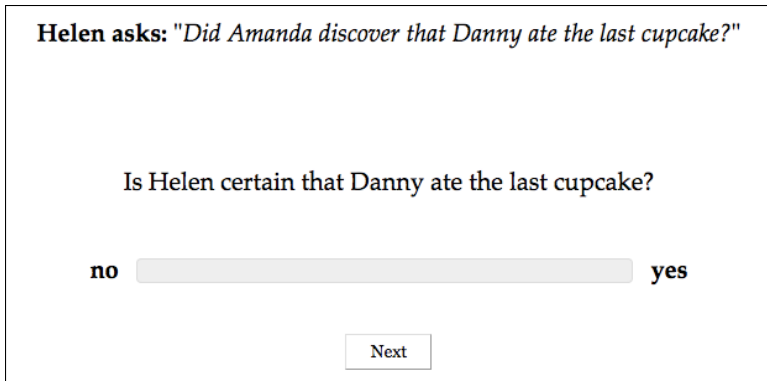 Helen asks: "Did Amanda discover that Danny ate the last cupcake?"
Is Helen certain that Danny ate the last cupcake?
no yes
Next